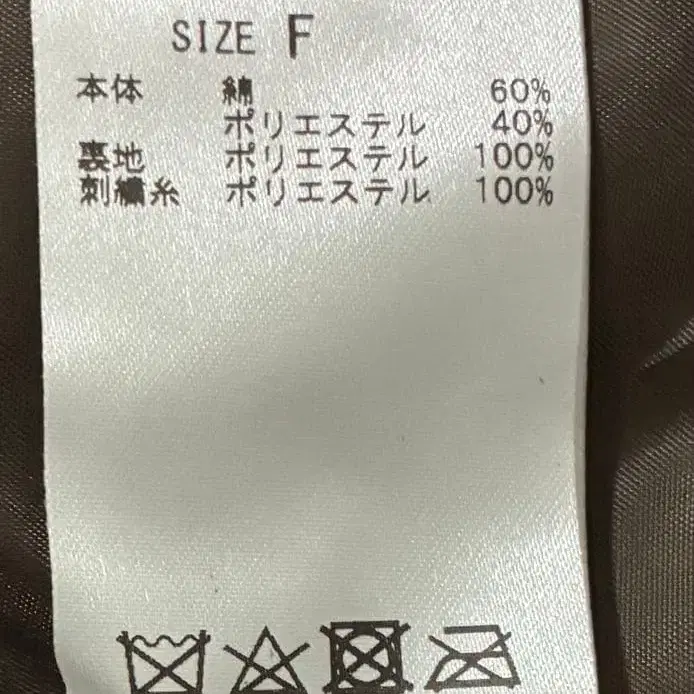 SIZE F
本体 綿 60%
ポリエステル 40%
裏地 ポリエステル 100%
刺繍糸 ポリエステル 100%